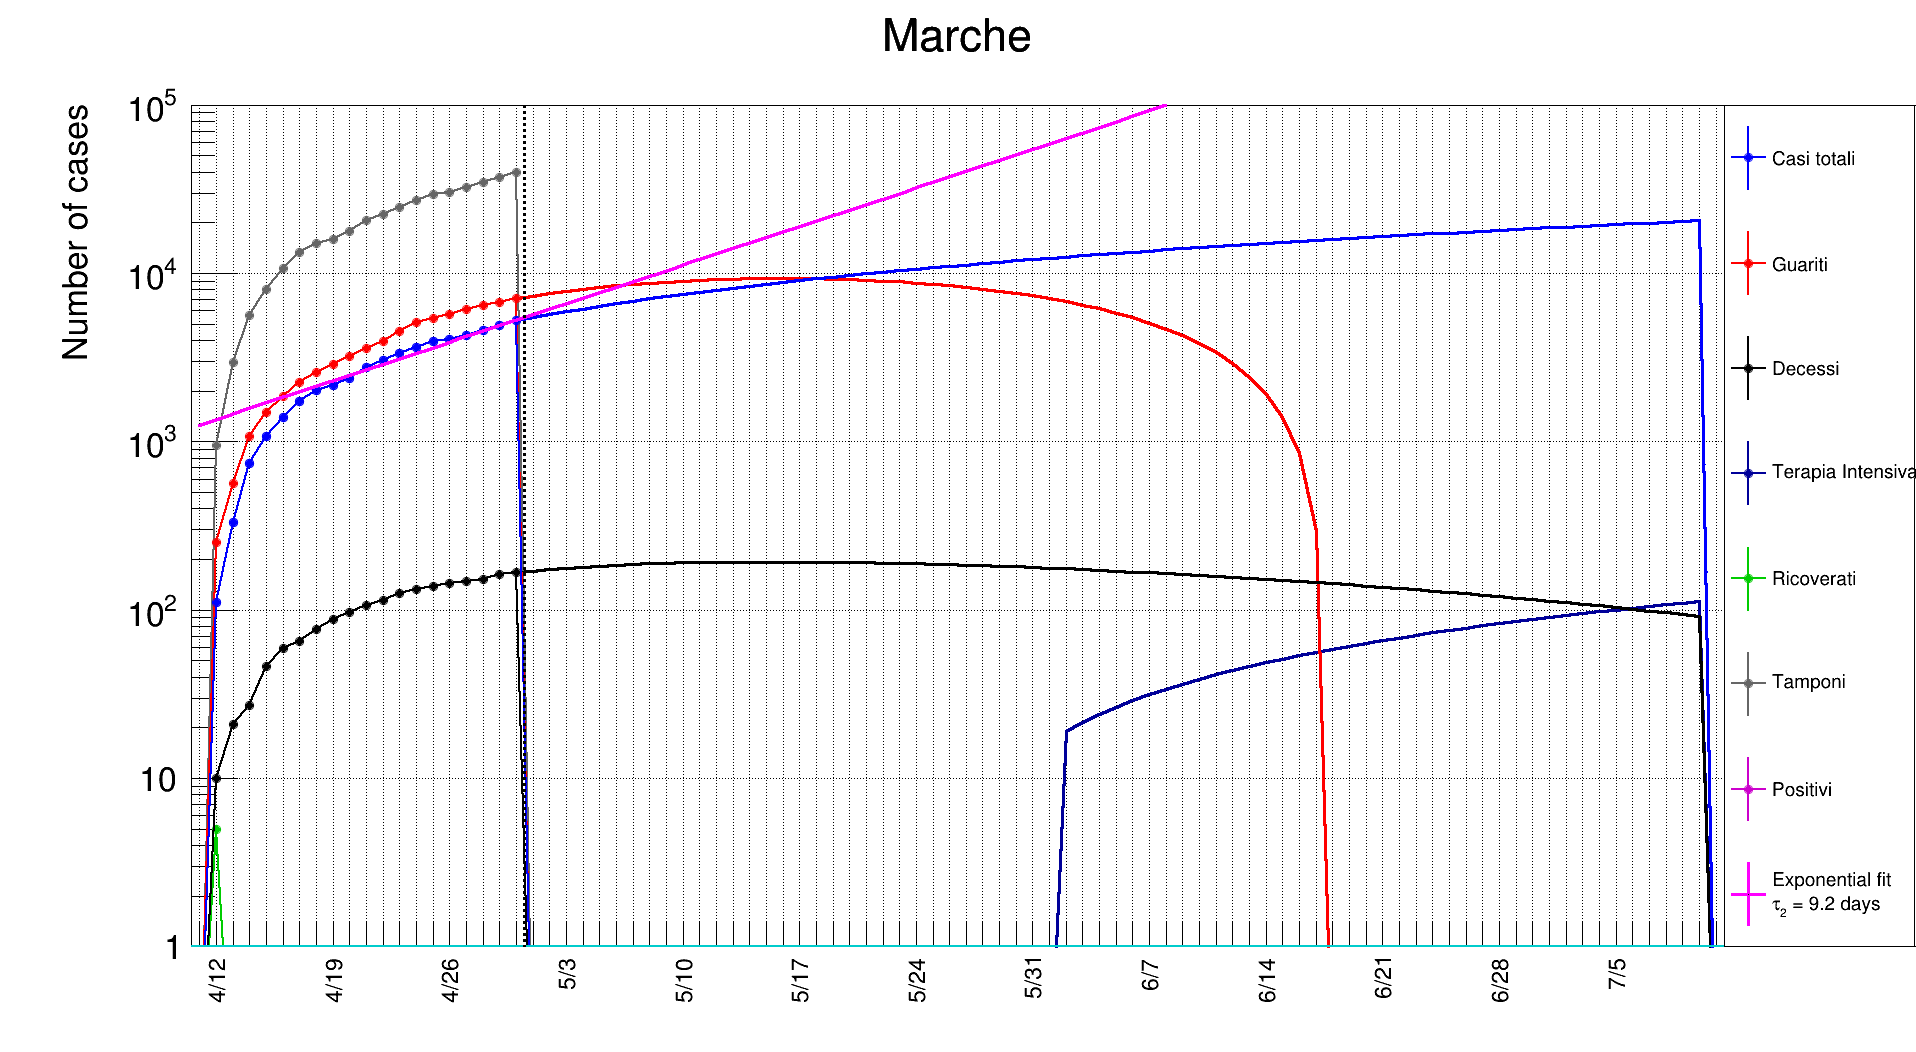 Marche
Number of cases
10^5
10^4
10^3
10^2
10
1
4/12
4/19
4/26
5/3
5/10
5/17
5/24
5/31
6/7
6/14
6/21
6/28
7/5
Casi totali
Guariti
Decessi
Terapia Intensiva
Ricoverati
Tamponi
Positivi
Exponential fit
τ₂ = 9.2 days